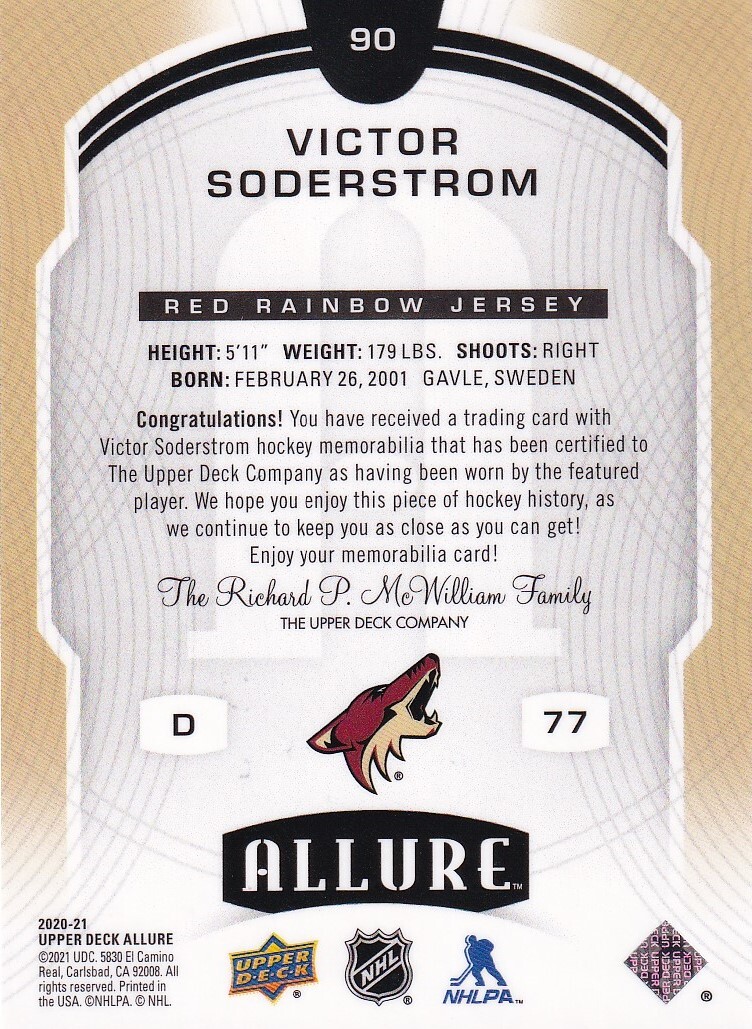 90
VICTOR
SODERSTROM
RED RAINBOW JERSEY
HEIGHT: 5'11" WEIGHT: 179 LBS. SHOOTS: RIGHT
BORN: FEBRUARY 26, 2001 GAVLE, SWEDEN
Congratulations! You have received a trading card with
Victor Soderstrom hockey memorabilia that has been certified to
The Upper Deck Company as having been worn by the featured
player. We hope you enjoy this piece of hockey history, as
we continue to keep you as close as you can get!
Enjoy your memorabilia card!
The Richard P. McWilliam Family
THE UPPER DECK COMPANY
D
77
®
ALLURE™
2020-21
UPPER DECK ALLURE
©2021 UDC. 5830 El Camino
Real, Carlsbad, CA 92008. All
rights reserved. Printed in
the USA. ©NHLPA. © NHL.
UPPER
D·E·C·K
®
NHL
®
NHLPA™
®